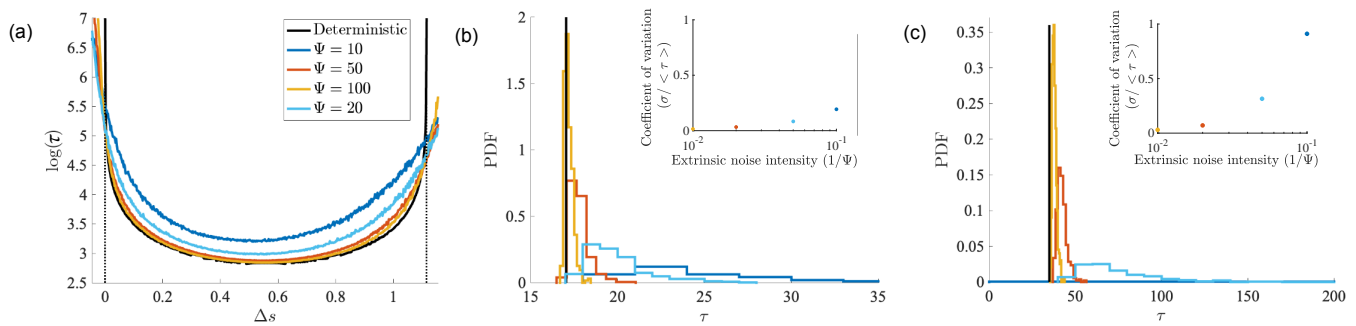 (a)
7
6.5
6
5.5
5
4.5
4
3.5
3
2.5
log(τ)
0
0.2
0.4
0.6
0.8
1
Δs
Deterministic
Ψ = 10
Ψ = 50
Ψ = 100
Ψ = 20
(b)
2
1.5
1
0.5
0
PDF
15
20
25
30
35
τ
Coefficient of variation
(σ/ < τ >)
1
0.5
0
10⁻²
10⁻¹
Extrinsic noise intensity (1/Ψ)
(c)
0.35
0.3
0.25
0.2
0.15
0.1
0.05
0
PDF
0
50
100
150
200
τ
Coefficient of variation
(σ/ < τ >)
1
0.5
0
10⁻²
10⁻¹
Extrinsic noise intensity (1/Ψ)